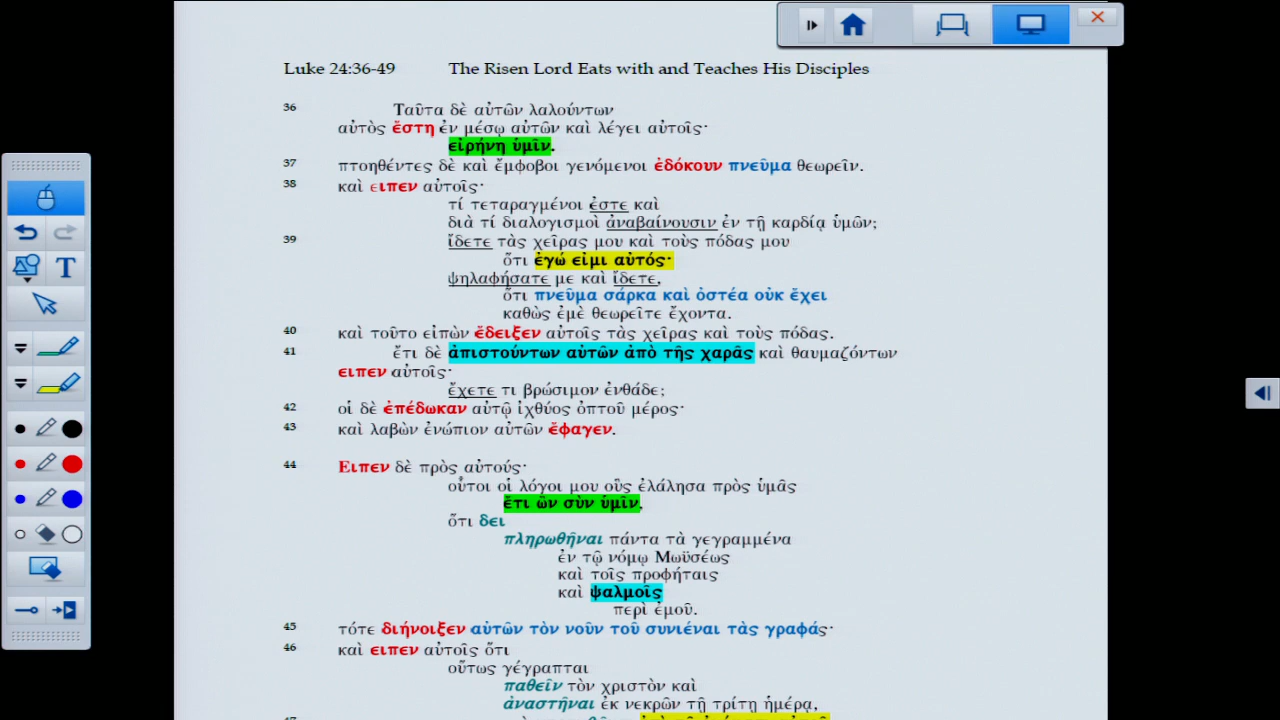 Luke 24:36-49 The Risen Lord Eats with and Teaches His Disciples
36 Ταῦτα δὲ αὐτῶν λαλούντων
αὐτὸς ἔστη ἐν μέσῳ αὐτῶν καὶ λέγει αὐτοῖς·
εἰρήνη ὑμῖν.
37 πτοηθέντες δὲ καὶ ἔμφοβοι γενόμενοι ἐδόκουν πνεῦμα θεωρεῖν.
38 καὶ ειπεν αὐτοῖς·
τί τεταραγμένοι ἐστε καὶ
διὰ τί διαλογισμοὶ ἀναβαίνουσιν ἐν τῇ καρδίᾳ ὑμῶν;
39 ἴδετε τὰς χεῖρας μου καὶ τοὺς πόδας μου
ὅτι ἐγώ εἰμι αὐτός·
ψηλαφήσατε με καὶ ἴδετε,
ὅτι πνεῦμα σάρκα καὶ ὀστέα οὐκ ἔχει
καθὼς ἐμὲ θεωρεῖτε ἔχοντα.
40 καὶ τοῦτο εἰπὼν ἔδειξεν αὐτοῖς τὰς χεῖρας καὶ τοὺς πόδας.
41 ἔτι δὲ ἀπιστούντων αὐτῶν ἀπὸ τῆς χαρᾶς καὶ θαυμαζόντων
ειπεν αὐτοῖς·
ἔχετε τι βρώσιμον ἐνθάδε;
42 οἱ δὲ ἐπέδωκαν αὐτῷ ἰχθύος ὀπτοῦ μέρος·
43 καὶ λαβὼν ἐνώπιον αὐτῶν ἔφαγεν.
44 Ειπεν δὲ πρὸς αὐτούς·
οὗτοι οἱ λόγοι μου οὓς ἐλάλησα πρὸς ὑμᾶς
ἔτι ὢν σὺν ὑμῖν,
ὅτι δει
πληρωθῆναι πάντα τὰ γεγραμμένα
ἐν τῷ νόμῳ Μωϋσέως
καὶ τοῖς προφήταις
καὶ ψαλμοῖς
περὶ ἐμοῦ.
45 τότε διήνοιξεν αὐτῶν τὸν νοῦν τοῦ συνιέναι τὰς γραφάς·
46 καὶ ειπεν αὐτοῖς ὅτι
οὕτως γέγραπται
παθεῖν τὸν χριστὸν καὶ
ἀναστῆναι ἐκ νεκρῶν τῇ τρίτῃ ἡμέρᾳ,
T